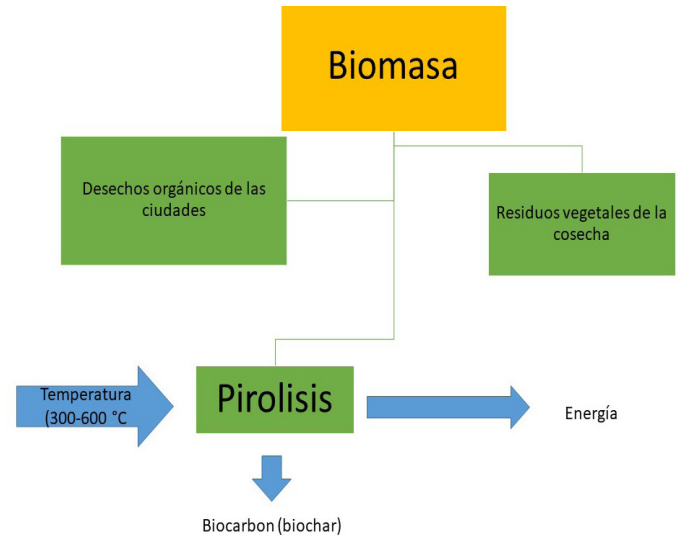 Biomasa
Desechos orgánicos de las
ciudades
Residuos vegetales de la
cosecha
Temperatura
(300-600 °C
Pirolisis
Energía
Biocarbon (biochar)